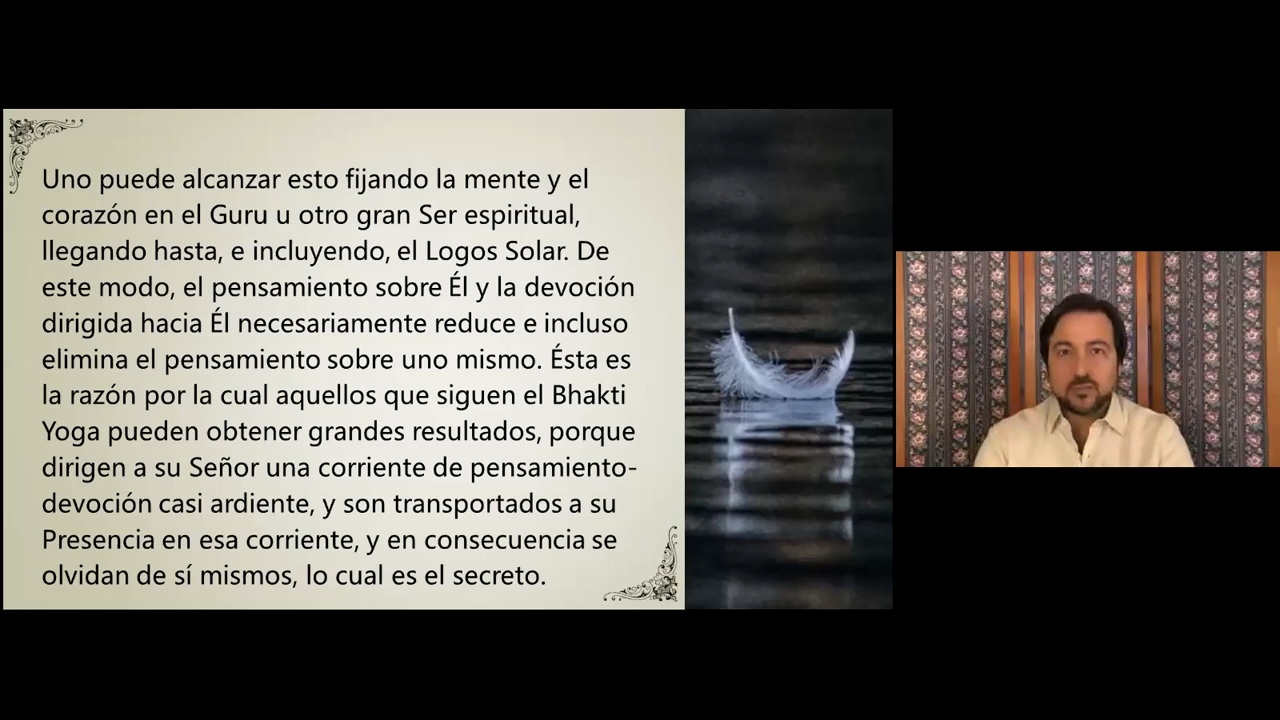 Uno puede alcanzar esto fijando la mente y el
corazón en el Guru u otro gran Ser espiritual,
llegando hasta, e incluyendo, el Logos Solar. De
este modo, el pensamiento sobre Él y la devoción
dirigida hacia Él necesariamente reduce e incluso
elimina el pensamiento sobre uno mismo. Ésta es
la razón por la cual aquellos que siguen el Bhakti
Yoga pueden obtener grandes resultados, porque
dirigen a su Señor una corriente de pensamiento-
devoción casi ardiente, y son transportados a su
Presencia en esa corriente, y en consecuencia se
olvidan de sí mismos, lo cual es el secreto.